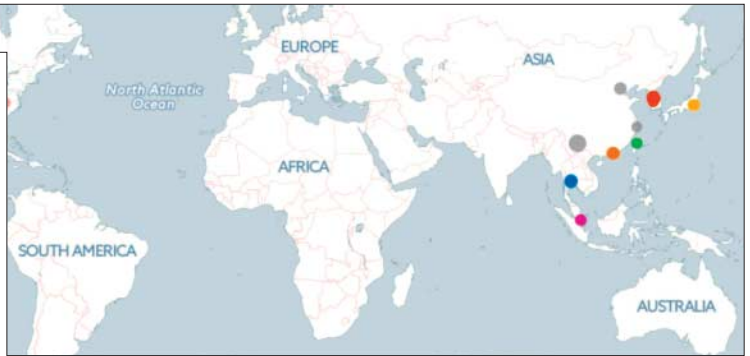 EUROPE
ASIA
North Atlantic
Ocean
AFRICA
SOUTH AMERICA
AUSTRALIA